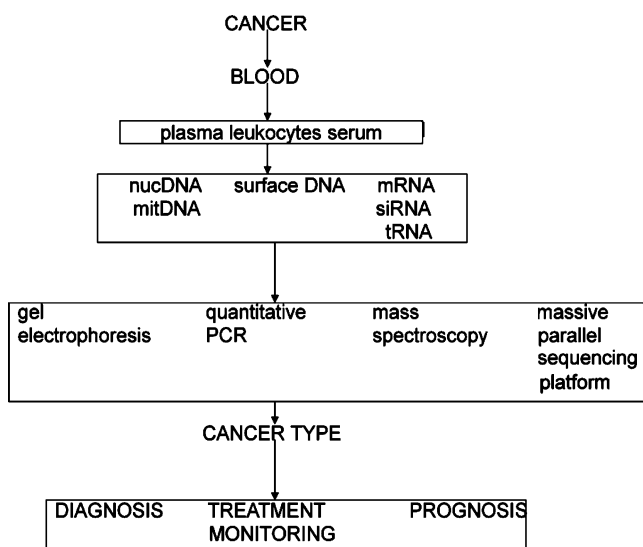 CANCER
BLOOD
plasma leukocytes serum
nucDNA surface DNA mRNA
mitDNA siRNA
tRNA
gel quantitative mass massive
electrophoresis PCR spectroscopy parallel
sequencing
platform
CANCER TYPE
DIAGNOSIS TREATMENT PROGNOSIS
MONITORING